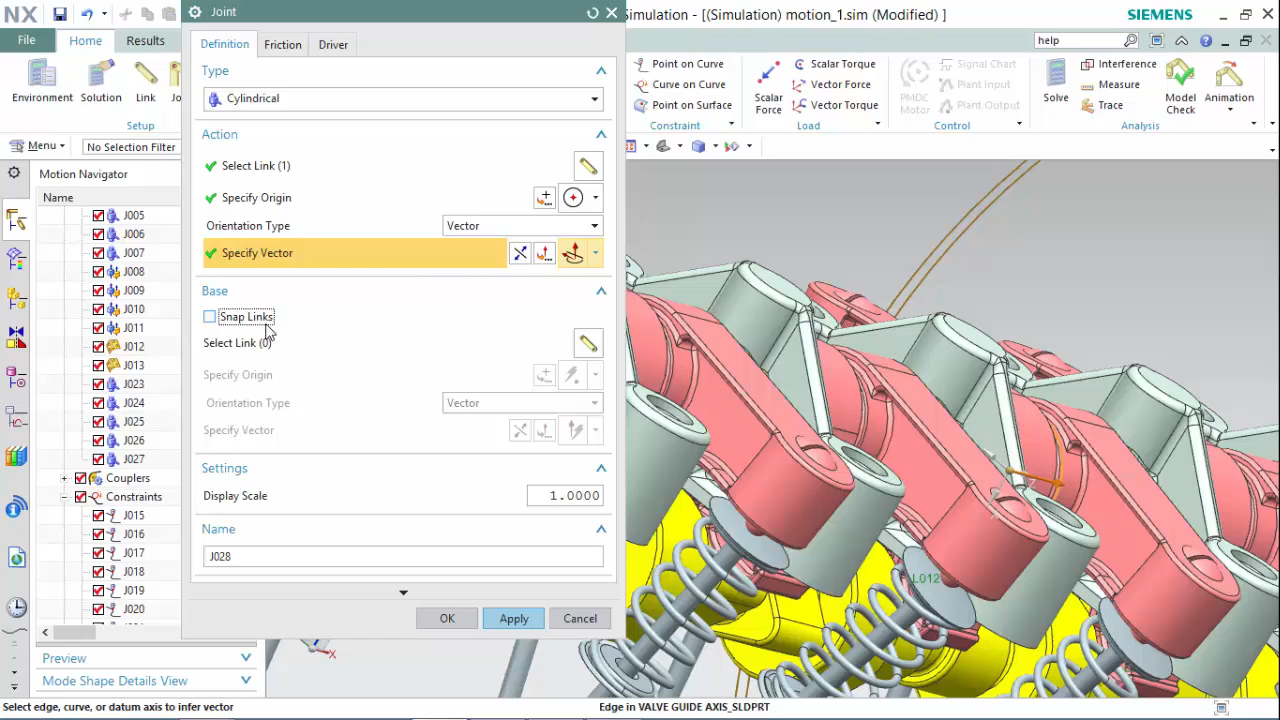 NX
Joint
Simulation - [(Simulation) motion_1.sim (Modified) ]
SIEMENS
File
Home
Results
Definition
Friction
Driver
help
Environment
Solution
Link
Setup
Type
Cylindrical
Action
Select Link (1)
Specify Origin
Orientation Type
Vector
Specify Vector
Base
Snap Links
Select Link (0)
Specify Origin
Orientation Type
Vector
Specify Vector
Settings
Display Scale
1.0000
Name
J028
OK
Apply
Cancel
Point on Curve
Curve on Curve
Point on Surface
Constraint
Scalar Force
Scalar Torque
Vector Force
Vector Torque
Load
PMDC Motor
Signal Chart
Plant Input
Plant Output
Control
Solve
Interference
Measure
Trace
Model Check
Animation
Analysis
Menu
No Selection Filter
Motion Navigator
Name
J005
J006
J007
J008
J009
J010
J011
J012
J013
J023
J024
J025
J026
J027
Couplers
Constraints
J015
J016
J017
J018
J019
J020
Preview
Mode Shape Details View
L012
X
Select edge, curve, or datum axis to infer vector
Edge in VALVE GUIDE AXIS_SLDPRT